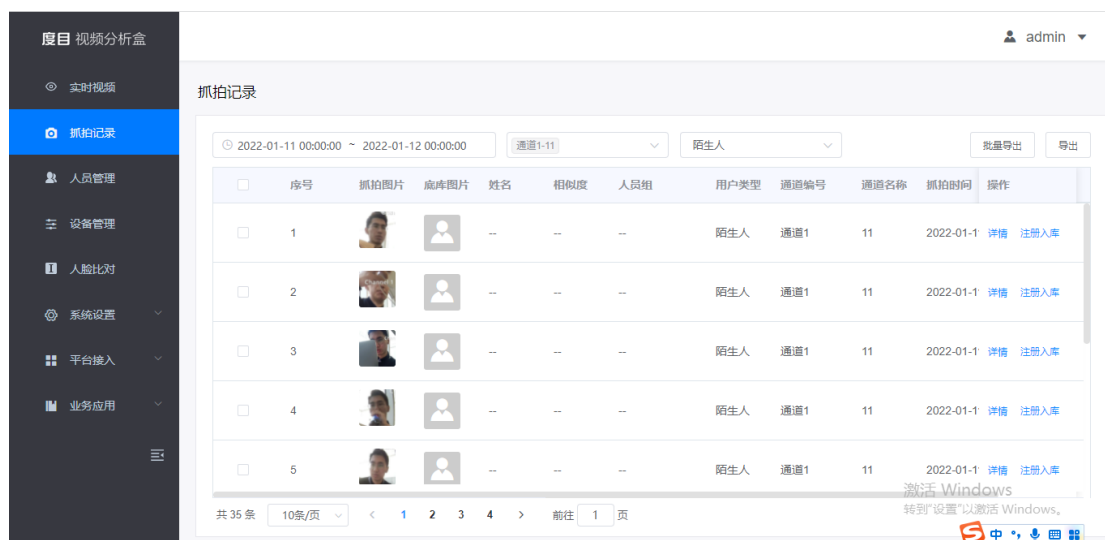 度目 视频分析盒
admin
实时视频
抓拍记录
人员管理
设备管理
人脸比对
系统设置
平台接入
业务应用
抓拍记录
2022-01-11 00:00:00 ~ 2022-01-12 00:00:00 通道1-11 陌生人 批量导出 导出
序号 抓拍图片 底库图片 姓名 相似度 人员组 用户类型 通道编号 通道名称 抓拍时间 操作
1 -- -- -- 陌生人 通道1 11 2022-01-1 详情 注册入库
2 -- -- -- 陌生人 通道1 11 2022-01-1 详情 注册入库
3 -- -- -- 陌生人 通道1 11 2022-01-1 详情 注册入库
4 -- -- -- 陌生人 通道1 11 2022-01-1 详情 注册入库
5 -- -- -- 陌生人 通道1 11 2022-01-1 详情 注册入库
共 35 条 10条/页 < 1 2 3 4 > 前往 1 页
激活 Windows
转到"设置"以激活 Windows。
中